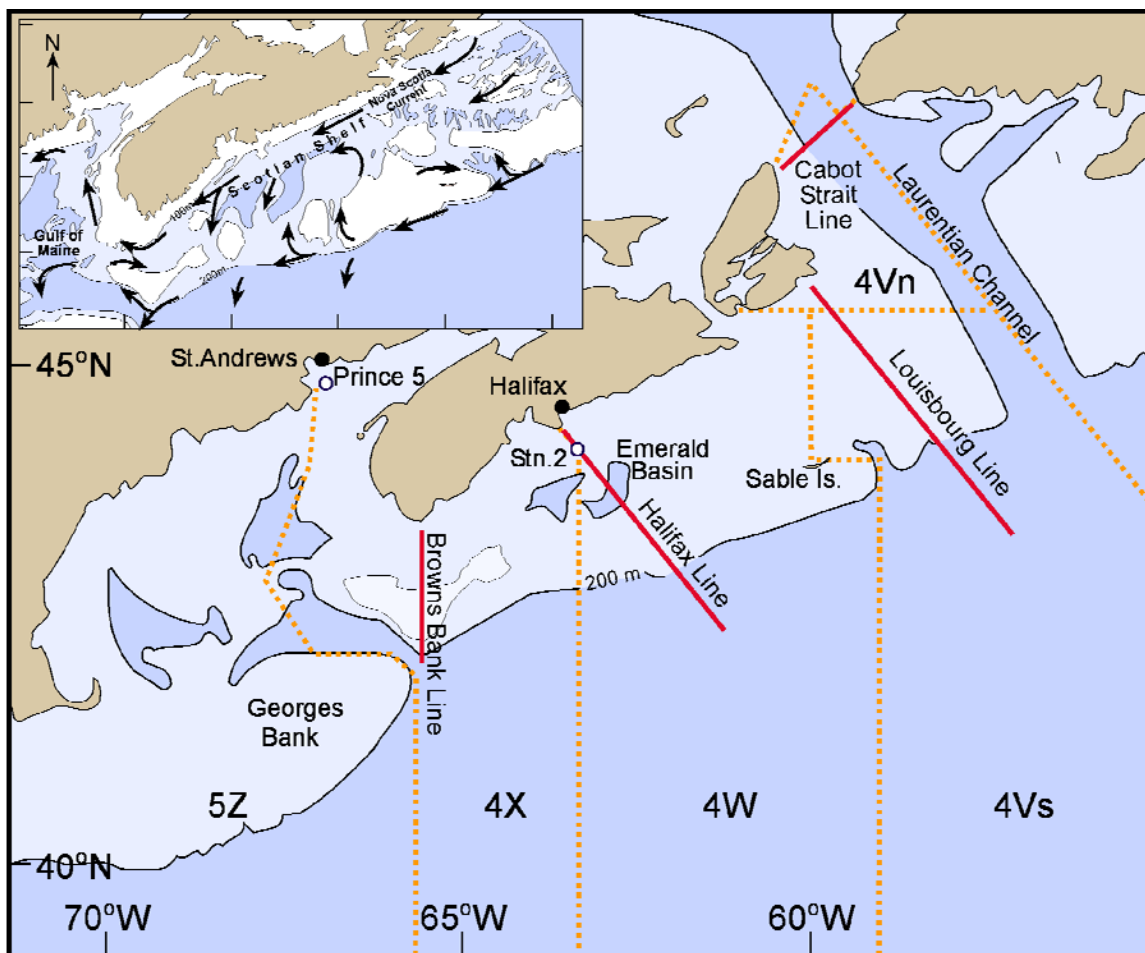 N
Nova Scotia
Current
Scotian Shelf
100m
Gulf of
Maine
200m
Cabot
Strait
Line
Laurentian Channel
4Vn
45°N
St.Andrews
Prince 5
Halifax
Stn.2
Emerald
Basin
Sable Is.
Louisbourg Line
Halifax Line
200 m
Browns Bank Line
Georges
Bank
5Z
4X
4W
4Vs
40°N
70°W
65°W
60°W